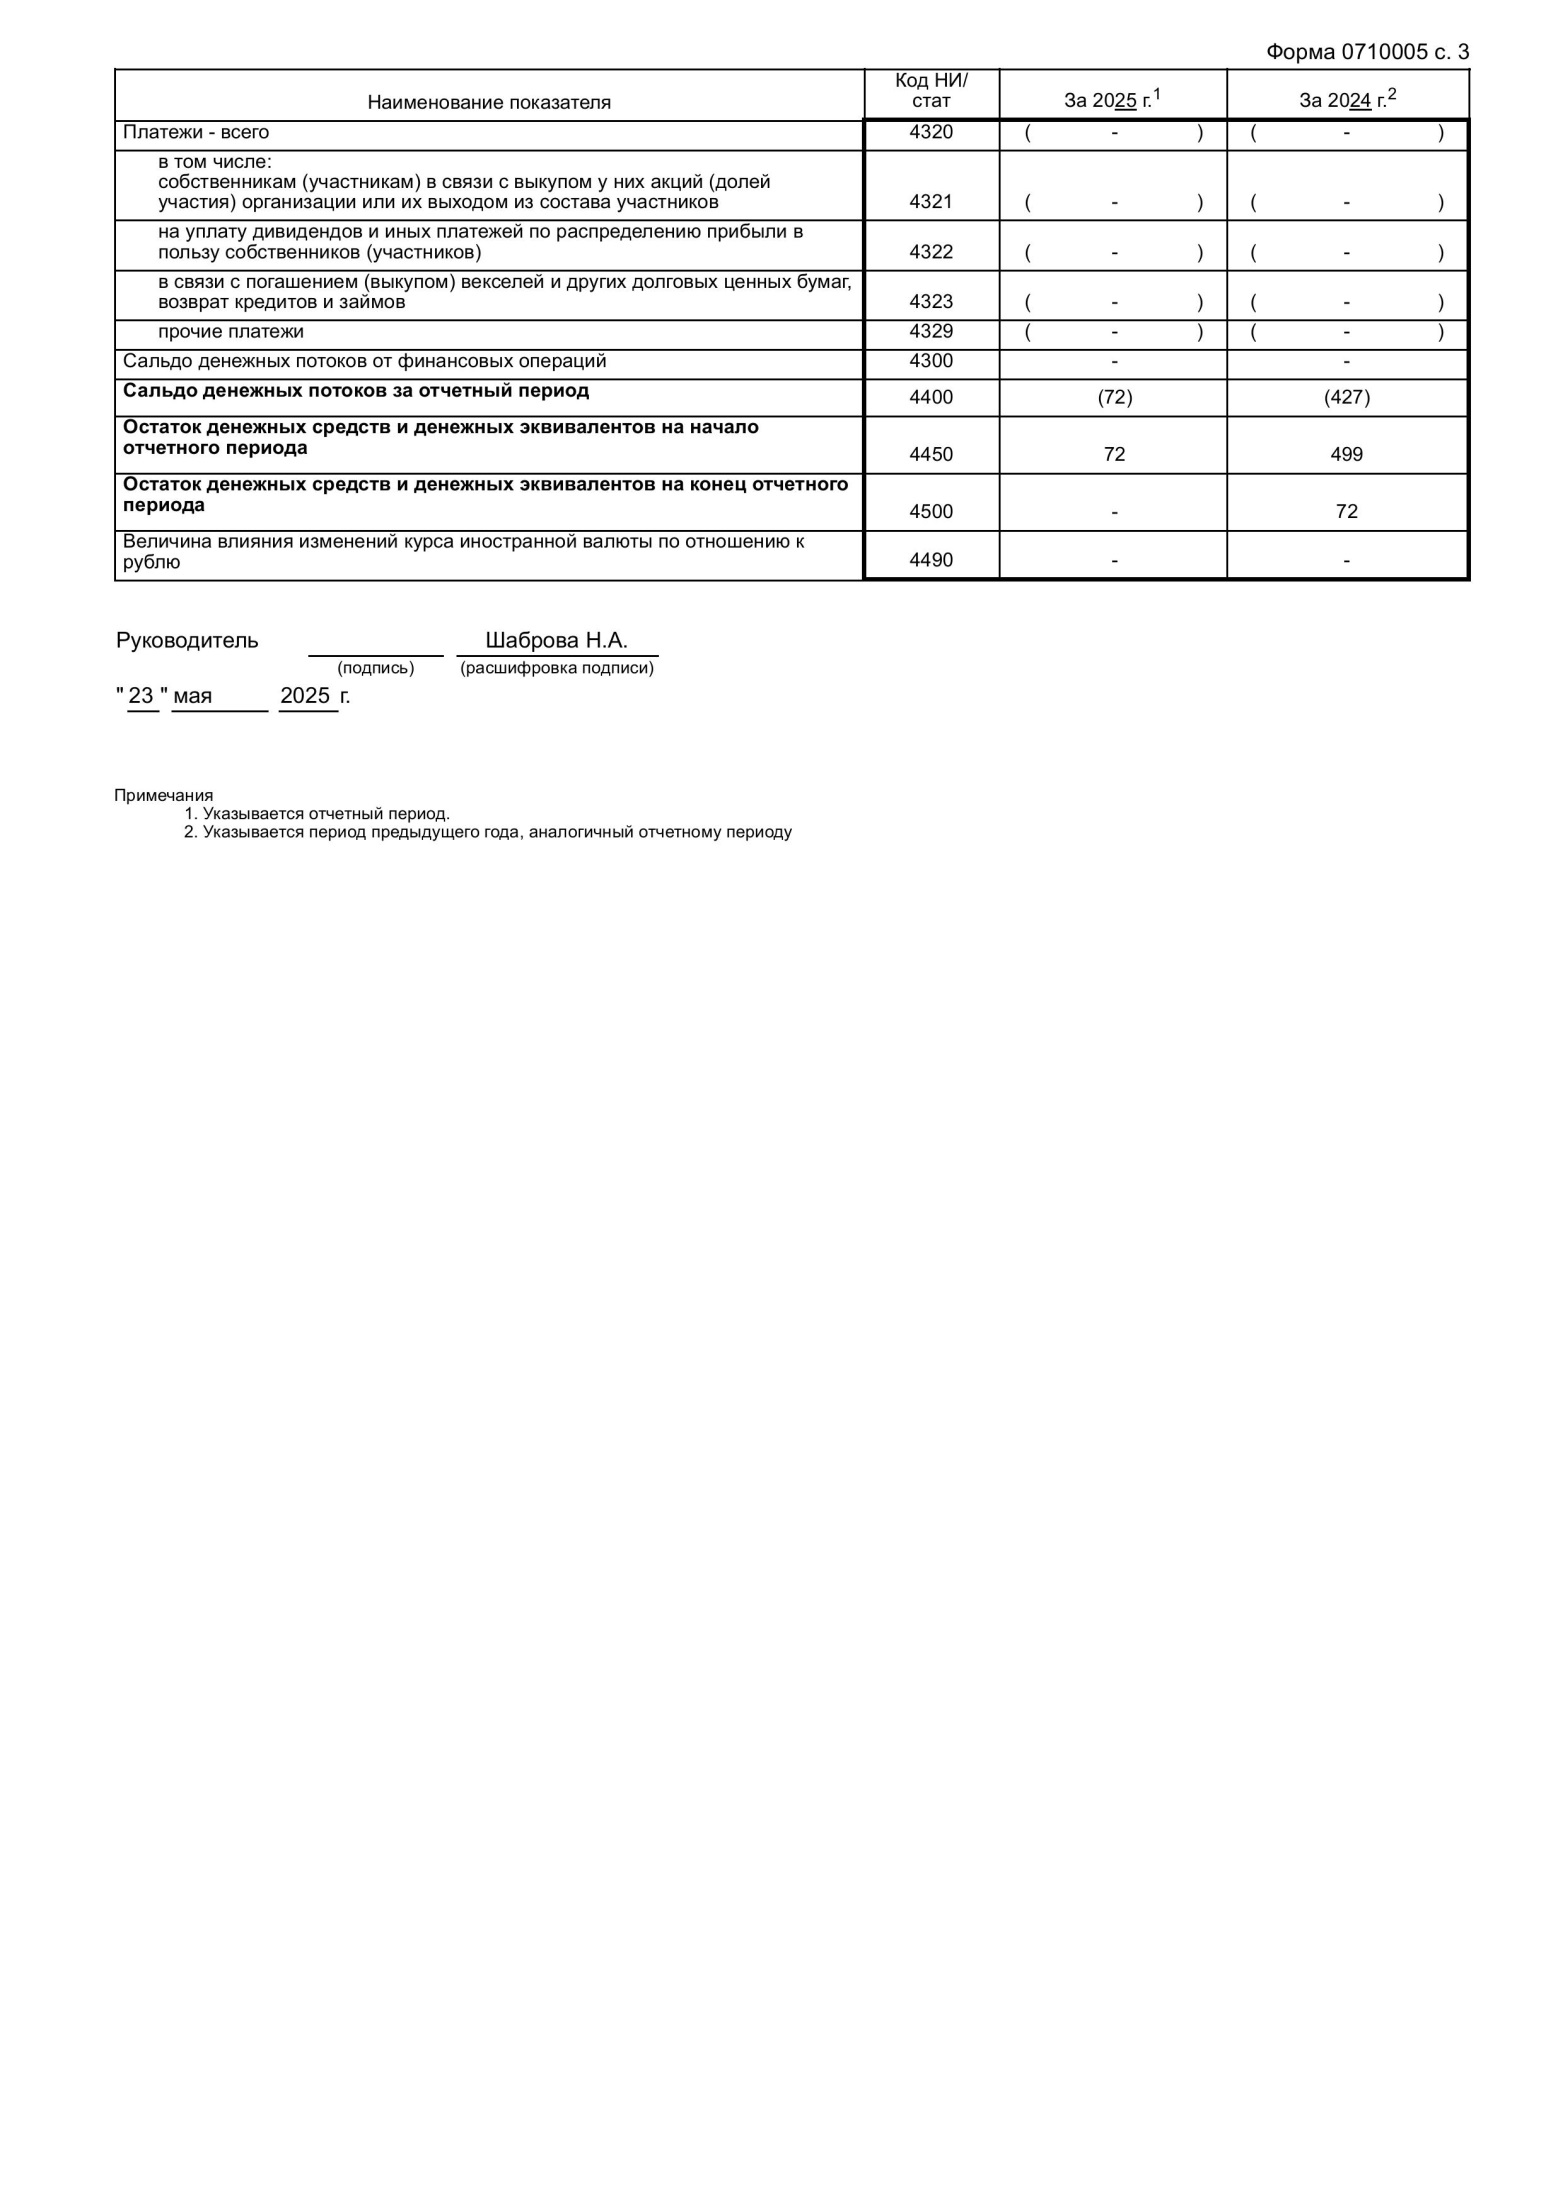 Форма 0710005 с. 3
Наименование показателя
Код НИ/
стат
За 2025 г.1
За 2024 г.2
Платежи - всего 4320 ( - ) ( - )
в том числе:
собственникам (участникам) в связи с выкупом у них акций (долей
участия) организации или их выходом из состава участников 4321 ( - ) ( - )
на уплату дивидендов и иных платежей по распределению прибыли в
пользу собственников (участников) 4322 ( - ) ( - )
в связи с погашением (выкупом) векселей и других долговых ценных бумаг,
возврат кредитов и займов 4323 ( - ) ( - )
прочие платежи 4329 ( - ) ( - )
Сальдо денежных потоков от финансовых операций 4300 - -
Сальдо денежных потоков за отчетный период 4400 (72) (427)
Остаток денежных средств и денежных эквивалентов на начало
отчетного периода 4450 72 499
Остаток денежных средств и денежных эквивалентов на конец отчетного
периода 4500 - 72
Величина влияния изменений курса иностранной валюты по отношению к
рублю 4490 - -
Руководитель Шаброва Н.А.
(подпись) (расшифровка подписи)
" 23 " мая 2025 г.
Примечания
1. Указывается отчетный период.
2. Указывается период предыдущего года, аналогичный отчетному периоду